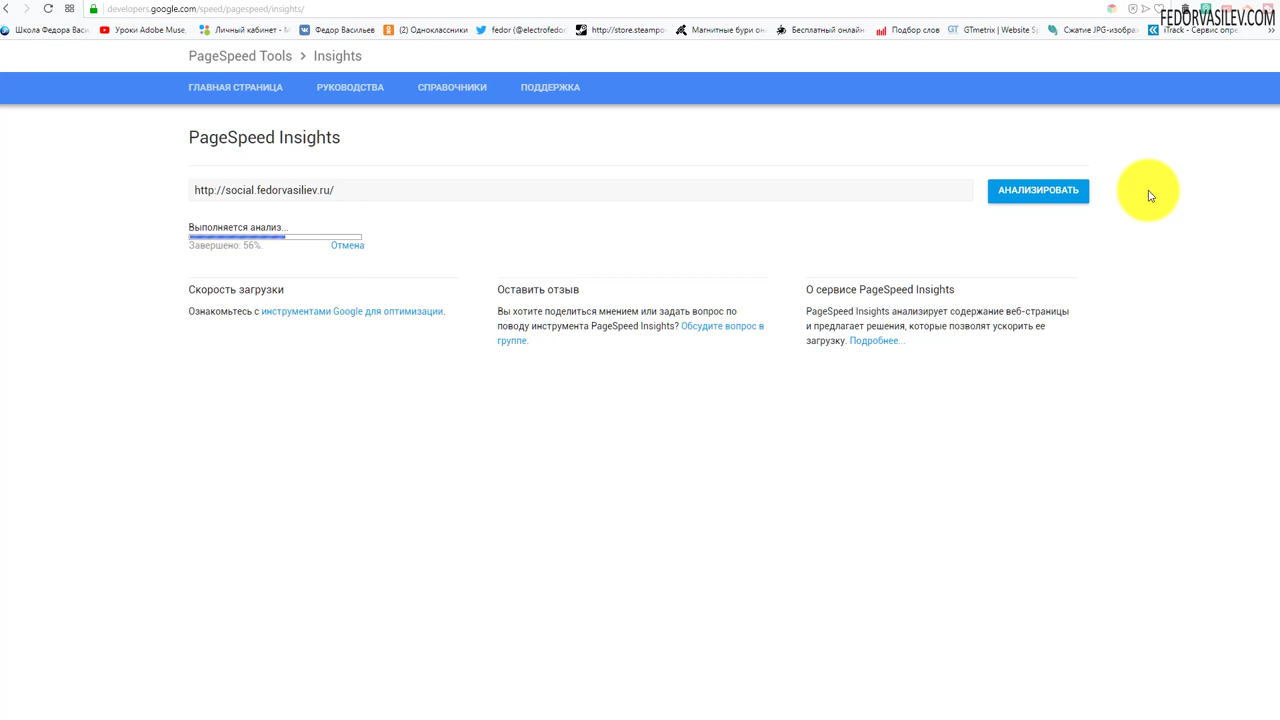 developers.google.com/speed/pagespeed/insights/
FEDORVASILEV.COM
Школа Федора Васи
Уроки Adobe Muse,
Личный кабинет -
Федор Васильев
(2) Одноклассники
fedor (@electrofedor
http://store.steampo
Магнитные бури он
Бесплатный онлайн
Подбор слов
GTmetrix | Website Sp
Сжатие JPG-изобра
iTrack - Сервис опре
PageSpeed Tools > Insights
ГЛАВНАЯ СТРАНИЦА
РУКОВОДСТВА
СПРАВОЧНИКИ
ПОДДЕРЖКА
PageSpeed Insights
http://social.fedorvasiliev.ru/
АНАЛИЗИРОВАТЬ
Выполняется анализ...
Завершено: 56%.
Отмена
Скорость загрузки
Ознакомьтесь с инструментами Google для оптимизации.
Оставить отзыв
Вы хотите поделиться мнением или задать вопрос по
поводу инструмента PageSpeed Insights? Обсудите вопрос в
группе.
О сервисе PageSpeed Insights
PageSpeed Insights анализирует содержание веб-страницы
и предлагает решения, которые позволят ускорить ее
загрузку. Подробнее...